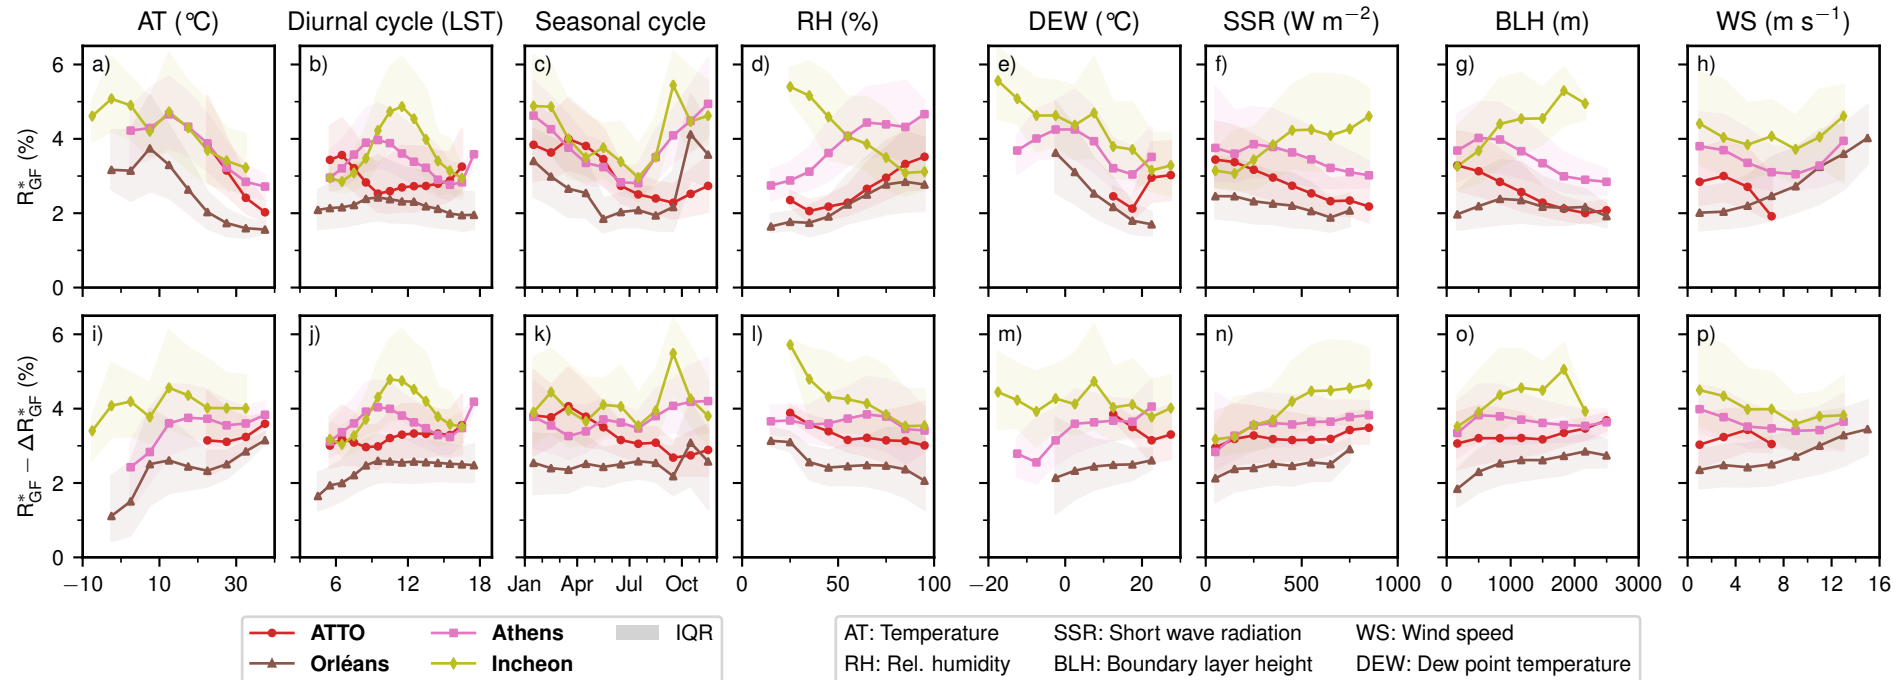 AT (°C) Diurnal cycle (LST) Seasonal cycle RH (%) DEW (°C) SSR (W m−2) BLH (m) WS (m s−1)
a) b) c) d) e) f) g) h)
R*GF (%)
6
4
2
0
i) j) k) l) m) n) o) p)
R*GF − ΔR*GF (%)
6
4
2
0
−10 10 30 6 12 18 Jan Apr Jul Oct 0 50 100 −20 0 20 0 500 1000 0 1000 2000 3000 0 4 8 12 16
ATTO Athens IQR AT: Temperature SSR: Short wave radiation WS: Wind speed
Orléans Incheon RH: Rel. humidity BLH: Boundary layer height DEW: Dew point temperature